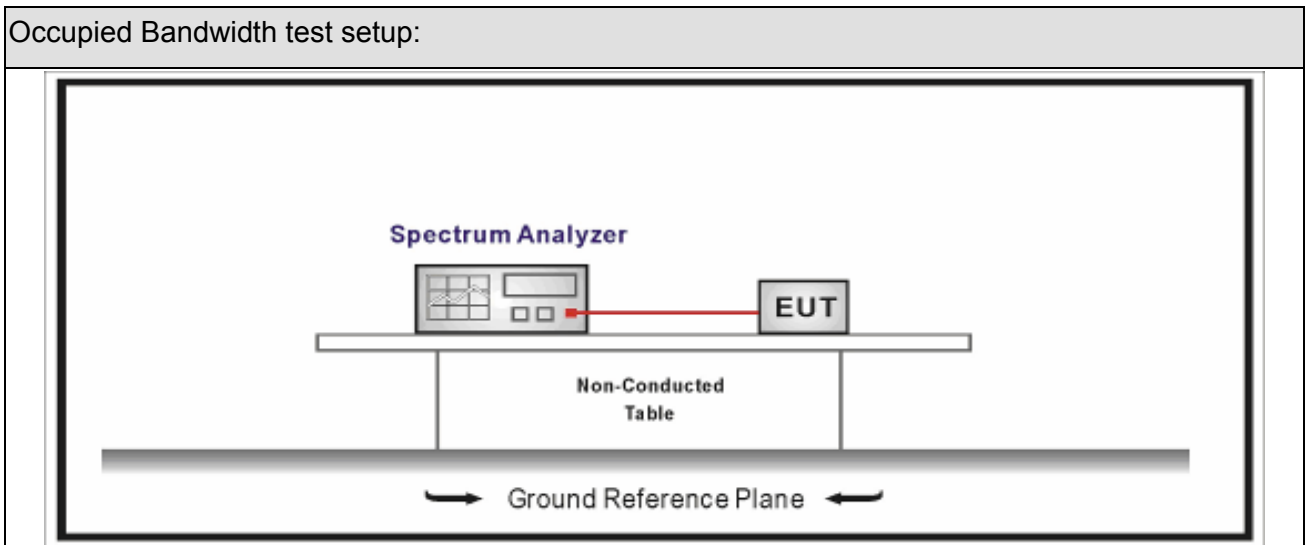 Occupied Bandwidth test setup:
Spectrum Analyzer
EUT
Non-Conducted
Table
Ground Reference Plane